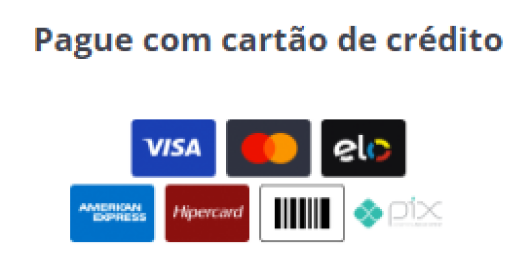 Pague com cartão de crédito
VISA
elo
AMERICAN
EXPRESS
Hipercard
pix